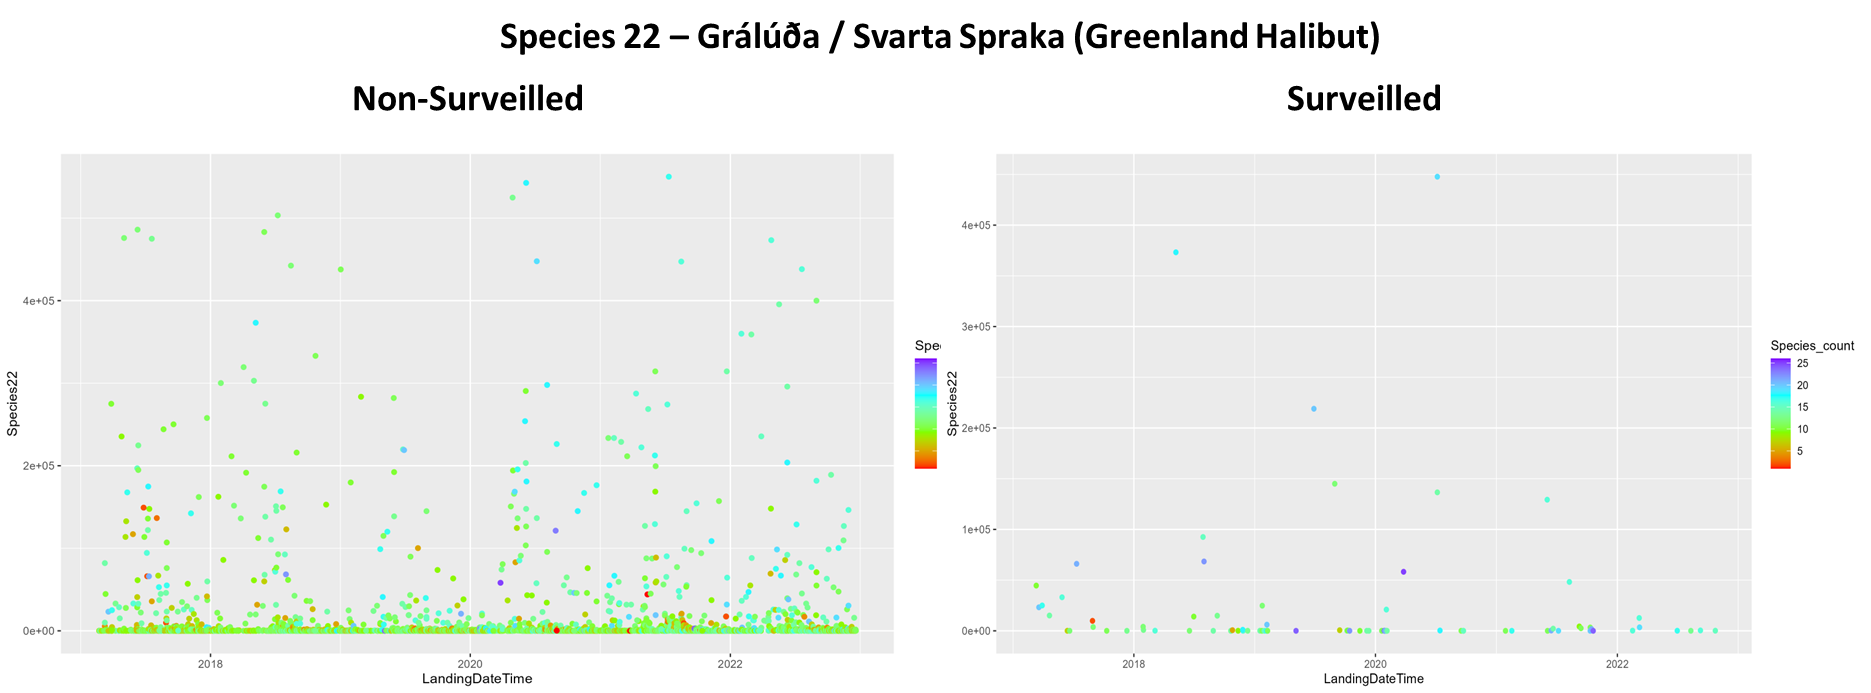 Species 22 – Grálúða / Svarta Spraka (Greenland Halibut)
Non-Surveilled
Surveilled
Species22
4e+05
2e+05
0e+00
2018
2020
2022
LandingDateTime
Spec
Species22
4e+05
3e+05
2e+05
1e+05
0e+00
2018
2020
2022
LandingDateTime
Species_count
25
20
15
10
5